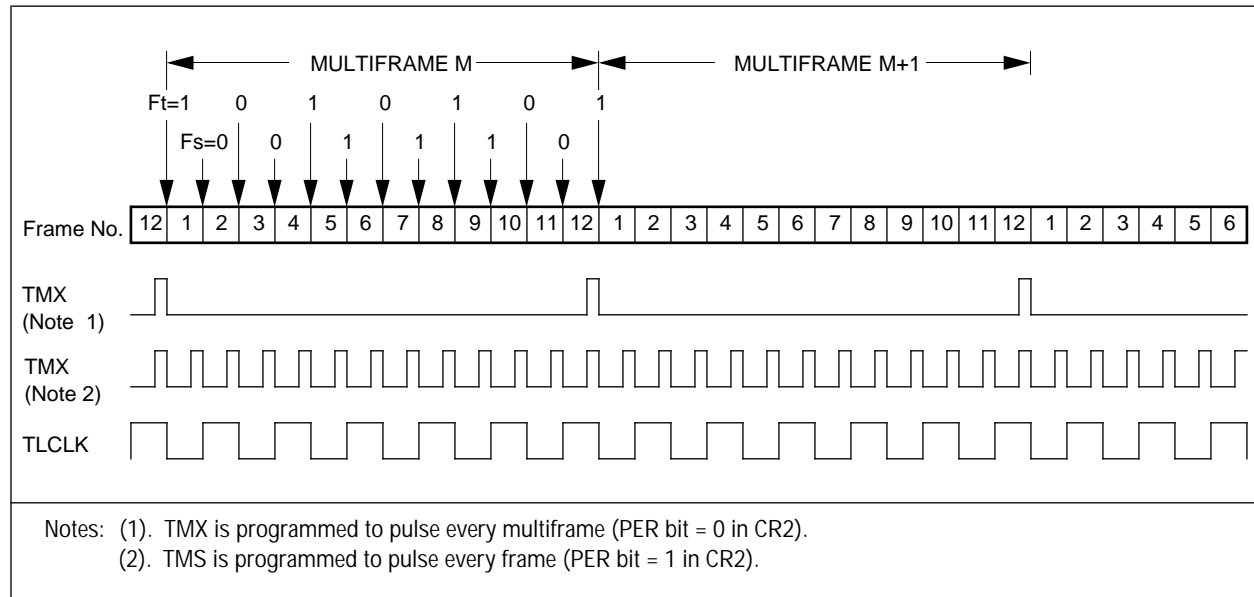 MULTIFRAME M MULTIFRAME M+1
Ft=1 0 1 0 1 0 1
Fs=0 0 1 1 1 0
Frame No. 12 1 2 3 4 5 6 7 8 9 10 11 12 1 2 3 4 5 6 7 8 9 10 11 12 1 2 3 4 5 6
TMX
(Note 1)
TMX
(Note 2)
TLCLK
Notes: (1). TMX is programmed to pulse every multiframe (PER bit = 0 in CR2).
(2). TMS is programmed to pulse every frame (PER bit = 1 in CR2).